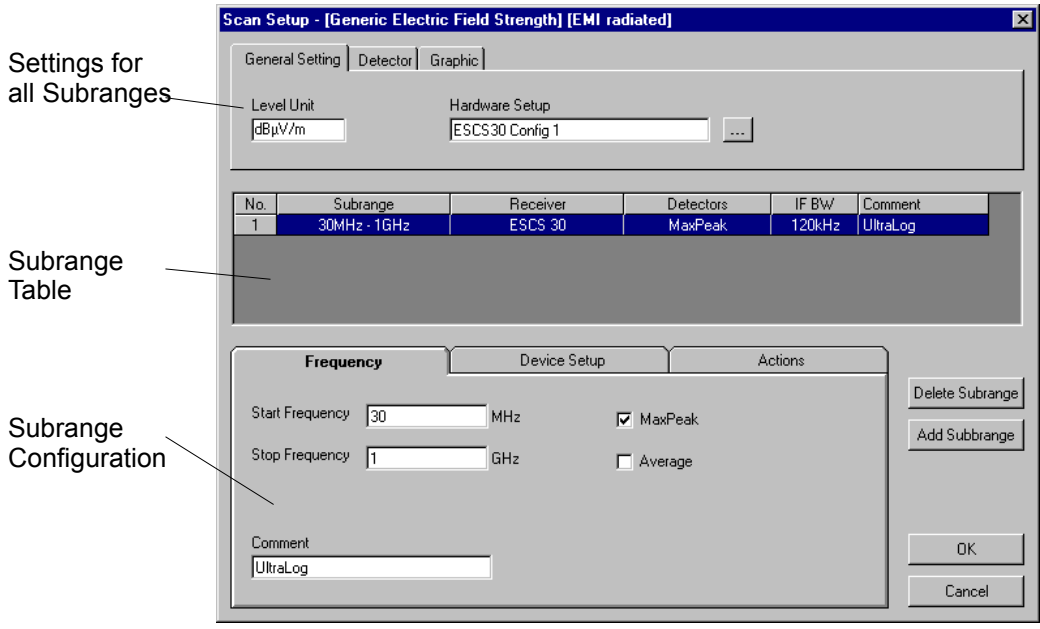 Scan Setup - [Generic Electric Field Strength] [EMI radiated]
General Setting Detector Graphic
Settings for
all Subranges
Level Unit Hardware Setup
dBµV/m ESCS30 Config 1 ...
No. Subrange Receiver Detectors IF BW Comment
1 30MHz - 1GHz ESCS 30 MaxPeak 120kHz UltraLog
Subrange
Table
Frequency Device Setup Actions
Delete Subrange
Start Frequency 30 MHz MaxPeak
Add Subbrange
Subrange
Configuration
Stop Frequency 1 GHz Average
Comment
UltraLog
OK
Cancel